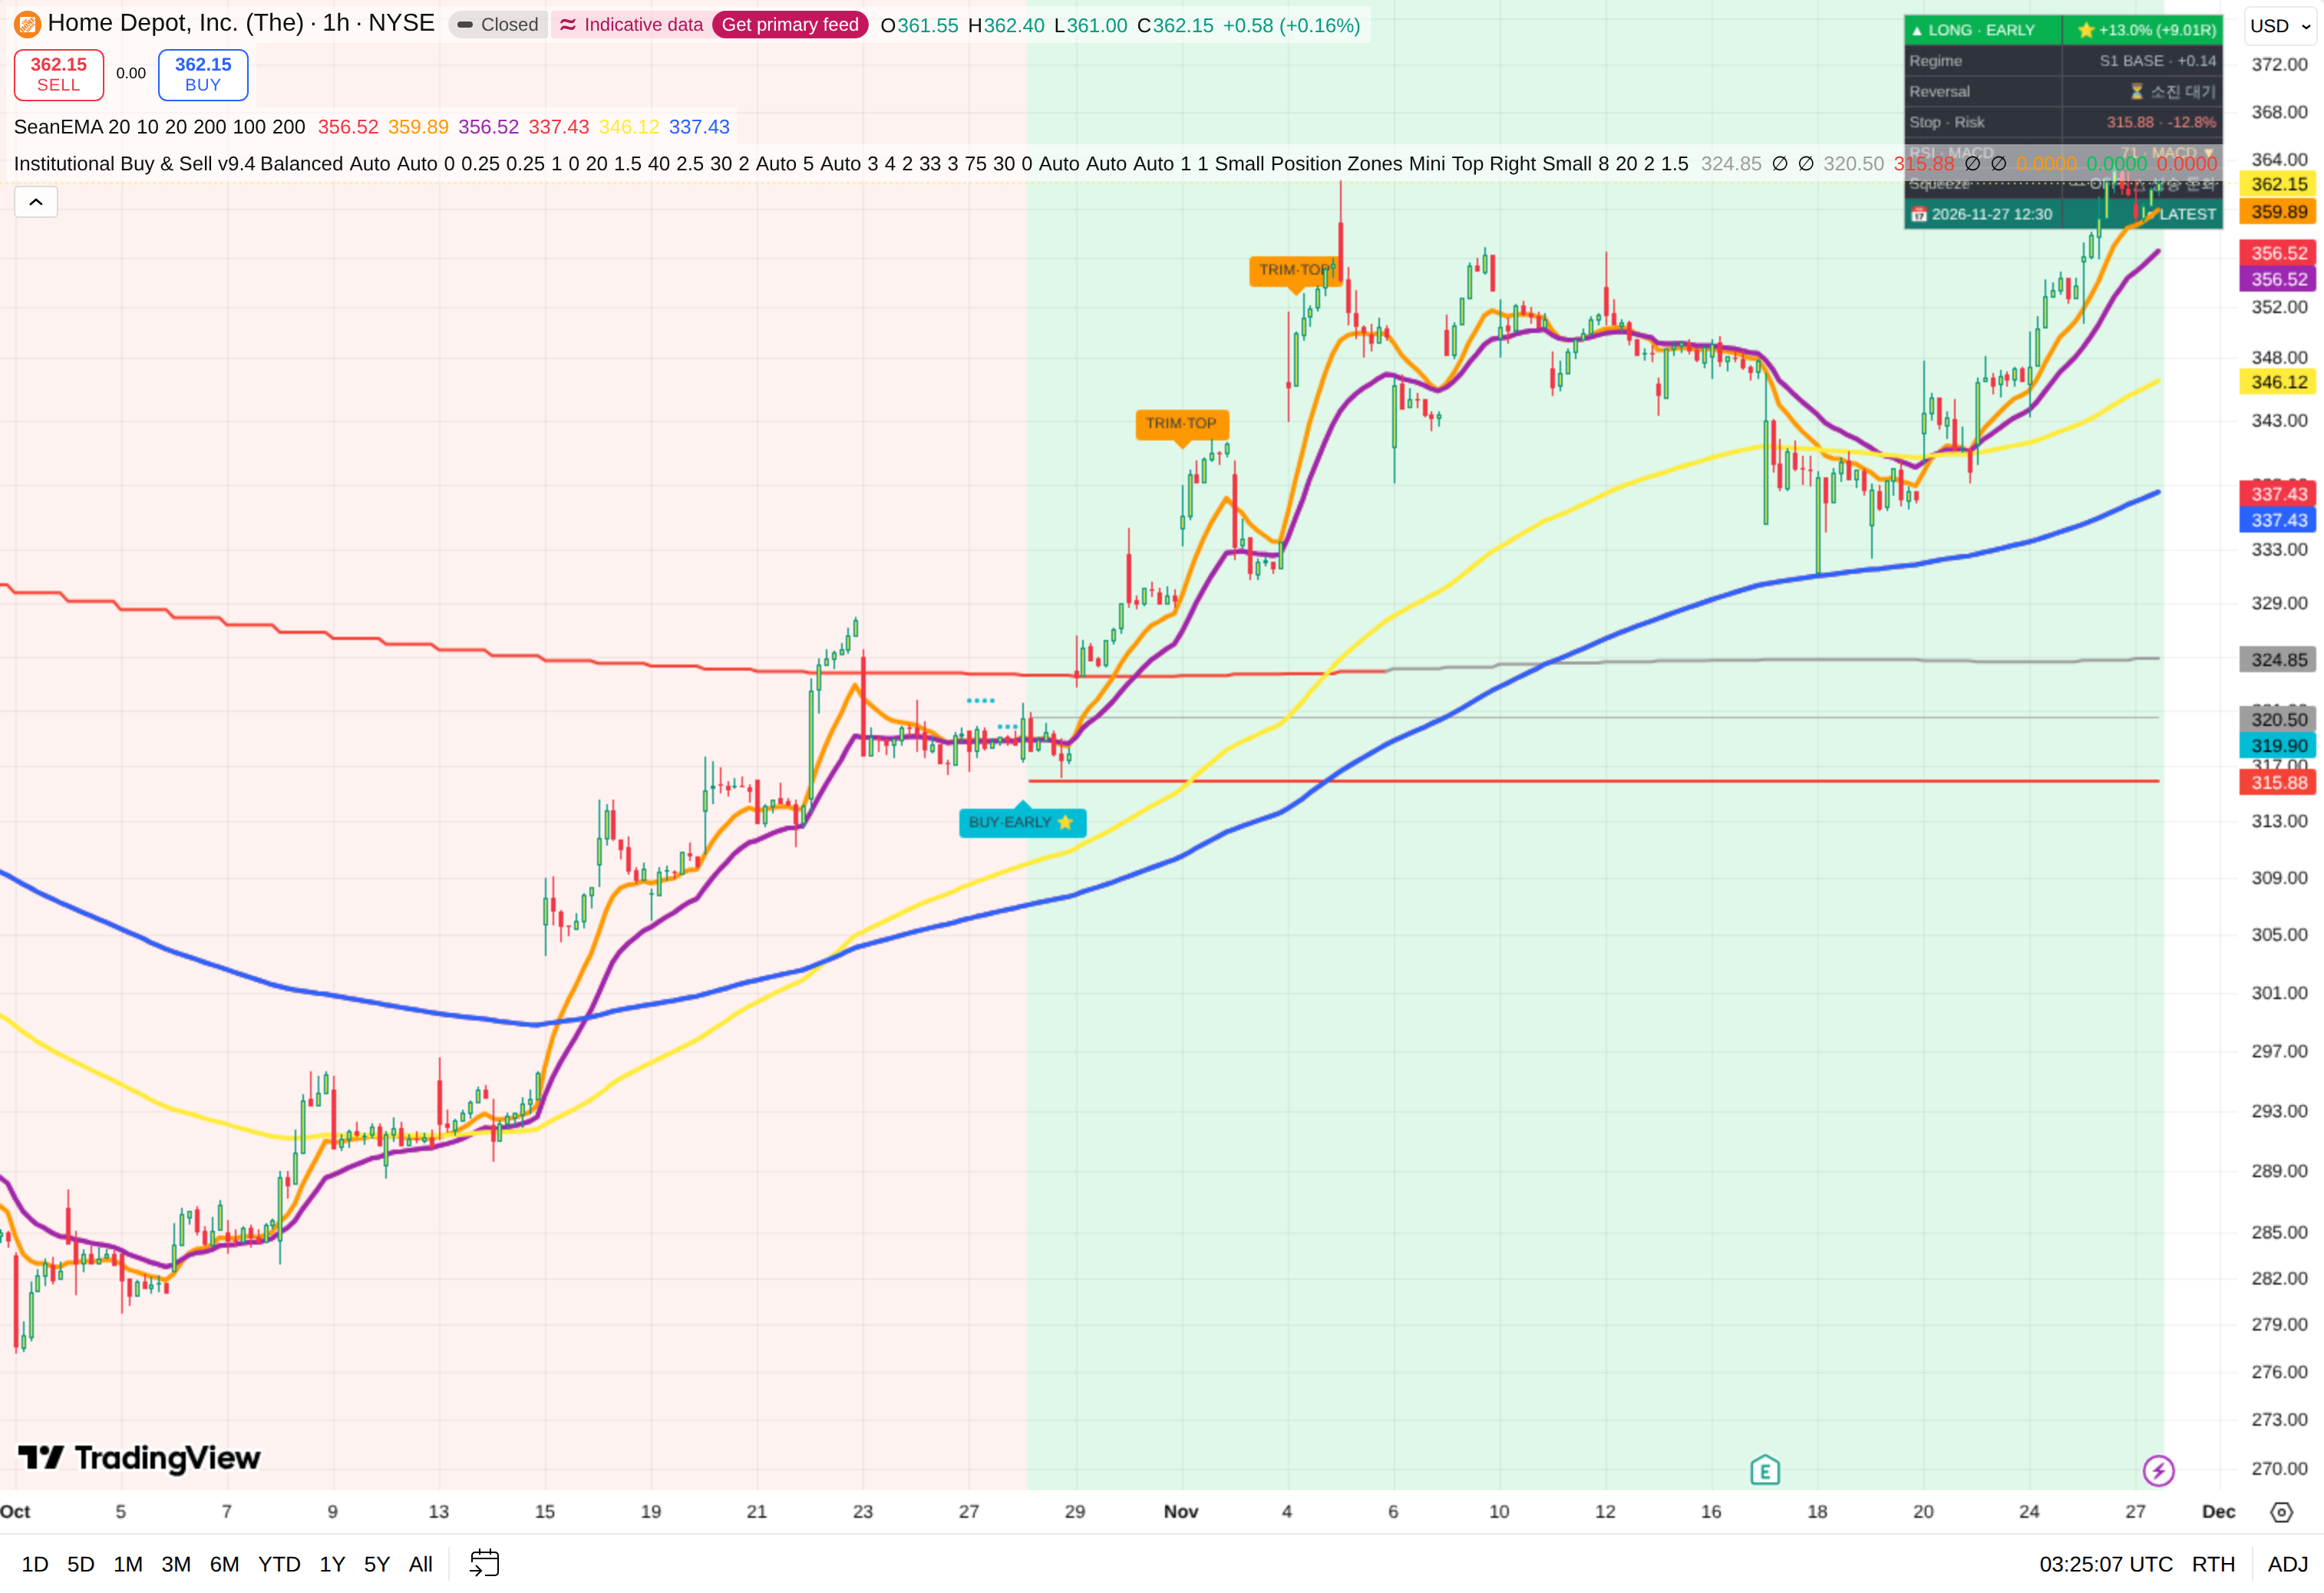 Home Depot, Inc. (The) · 1h · NYSE Closed Indicative data Get primary feed O361.55 H362.40 L361.00 C362.15 +0.58 (+0.16%)
362.15 SELL
0.00
362.15 BUY
SeanEMA 20 10 20 200 100 200 356.52 359.89 356.52 337.43 346.12 337.43
Institutional Buy & Sell v9.4 Balanced Auto Auto 0 0.25 0.25 1 0 20 1.5 40 2.5 30 2 Auto 5 Auto 3 4 2 33 3 75 30 0 Auto Auto Auto 1 1 Small Position Zones Mini Top Right Small 8 20 2 1.5 324.85 ∅ ∅ 320.50 315.88 ∅ ∅ 0.0000 0.0000 0.0000
▲ LONG · EARLY ⭐ +13.0% (+9.01R)
Regime S1 BASE · +0.14
Reversal ⏳ 소진 대기
Stop · Risk 315.88 · -12.8%
RSI · MACD 71 · MACD ▼
Squeeze
📅 2026-11-27 12:30 LATEST
USD
372.00
368.00
364.00
362.15
359.89
356.52
356.52
352.00
348.00
346.12
343.00
337.43
337.43
333.00
329.00
324.85
320.50
319.90
317.00
315.88
313.00
309.00
305.00
301.00
297.00
293.00
289.00
285.00
282.00
279.00
276.00
273.00
270.00
TRIM·TOP
TRIM·TOP
BUY·EARLY ⭐
TradingView
E
Oct 5 7 9 13 15 19 21 23 27 29 Nov 4 6 10 12 16 18 20 24 27 Dec
1D 5D 1M 3M 6M YTD 1Y 5Y All
03:25:07 UTC RTH ADJ